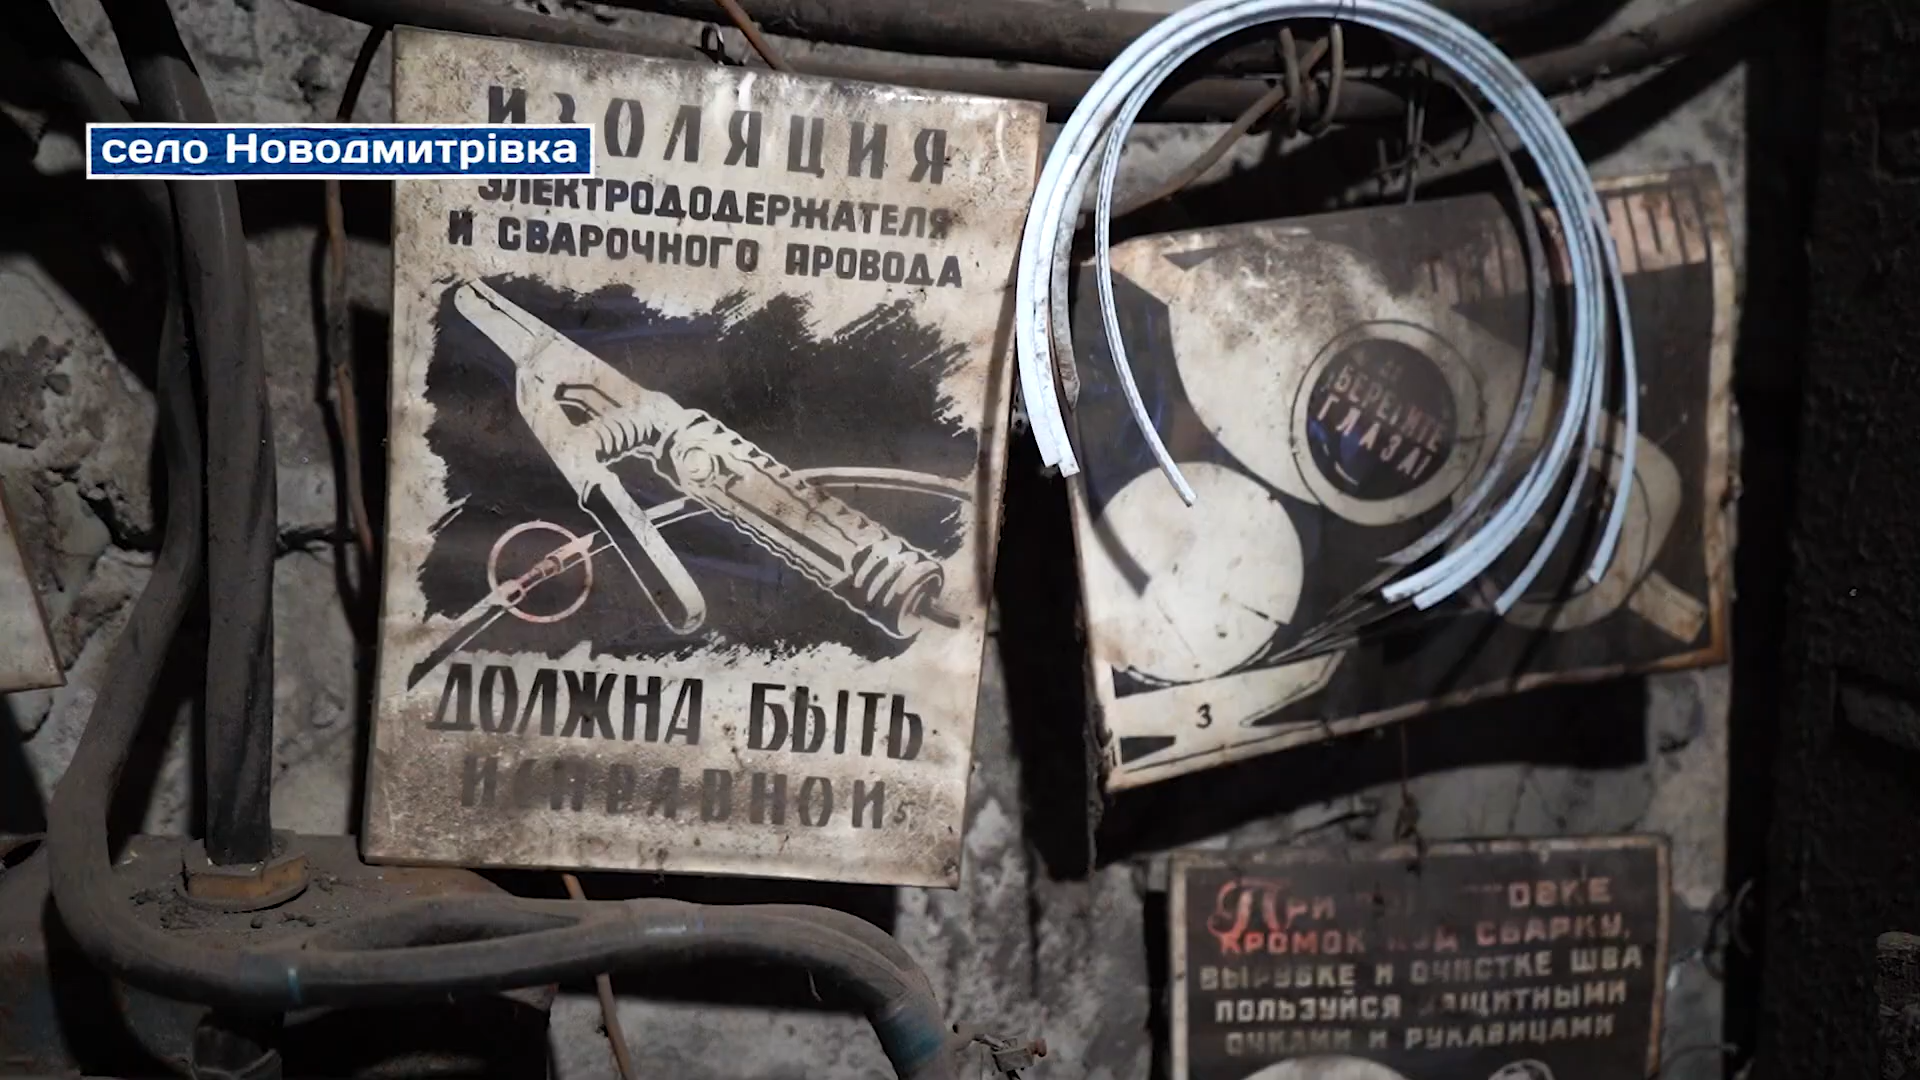 село Новодмитрівка
ИЗОЛЯЦИЯ
ЭЛЕКТРОДОДЕРЖАТЕЛЯ
И СВАРОЧНОГО ПРОВОДА
ДОЛЖНА БЫТЬ
ИСПРАВНОЙ
5
БЕРЕГИТЕ
ГЛАЗА!
3
ПРИ
КРОМОК ПОД СВАРКУ,
ВЫРУБКЕ И ОЧИСТКЕ ШВА
ПОЛЬЗУЙСЯ ЗАЩИТНЫМИ
ОЧКАМИ И РУКАВИЦАМИ